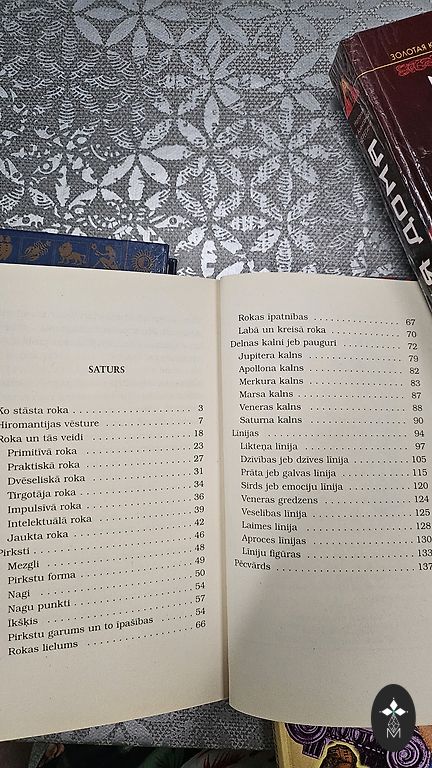 ЗОЛОТАЯ К
Я ДОМА
SATURS
Ko stāsta roka 3
Hiromantijas vēsture 7
Roka un tās veidi 18
Primitīvā roka 23
Praktiskā roka 27
Dvēseliskā roka 31
Tirgotāja roka 34
Impulsīvā roka 36
Intelektuālā roka 39
Jaukta roka 42
Pirksti 46
Mezgli 48
Pirkstu forma 49
Nagi 50
Nagu punkti 54
Īkšķis 57
Pirkstu garums un to īpašības 54
Rokas lielums 66
Rokas īpatnības 67
Labā un kreisā roka 70
Delnas kalni jeb pauguri 72
Jupitera kalns 79
Apollona kalns 82
Merkura kalns 83
Marsa kalns 87
Veneras kalns 88
Saturna kalns 90
Līnijas 94
Likteņa līnija 97
Dzīvības jeb dzīves līnija 105
Prāta jeb galvas līnija 115
Sirds jeb emociju līnija 120
Veneras gredzens 124
Veselības līnija 125
Laimes līnija 128
Aproces līnijas 130
Līniju figūras 133
Pēcvārds 137
M